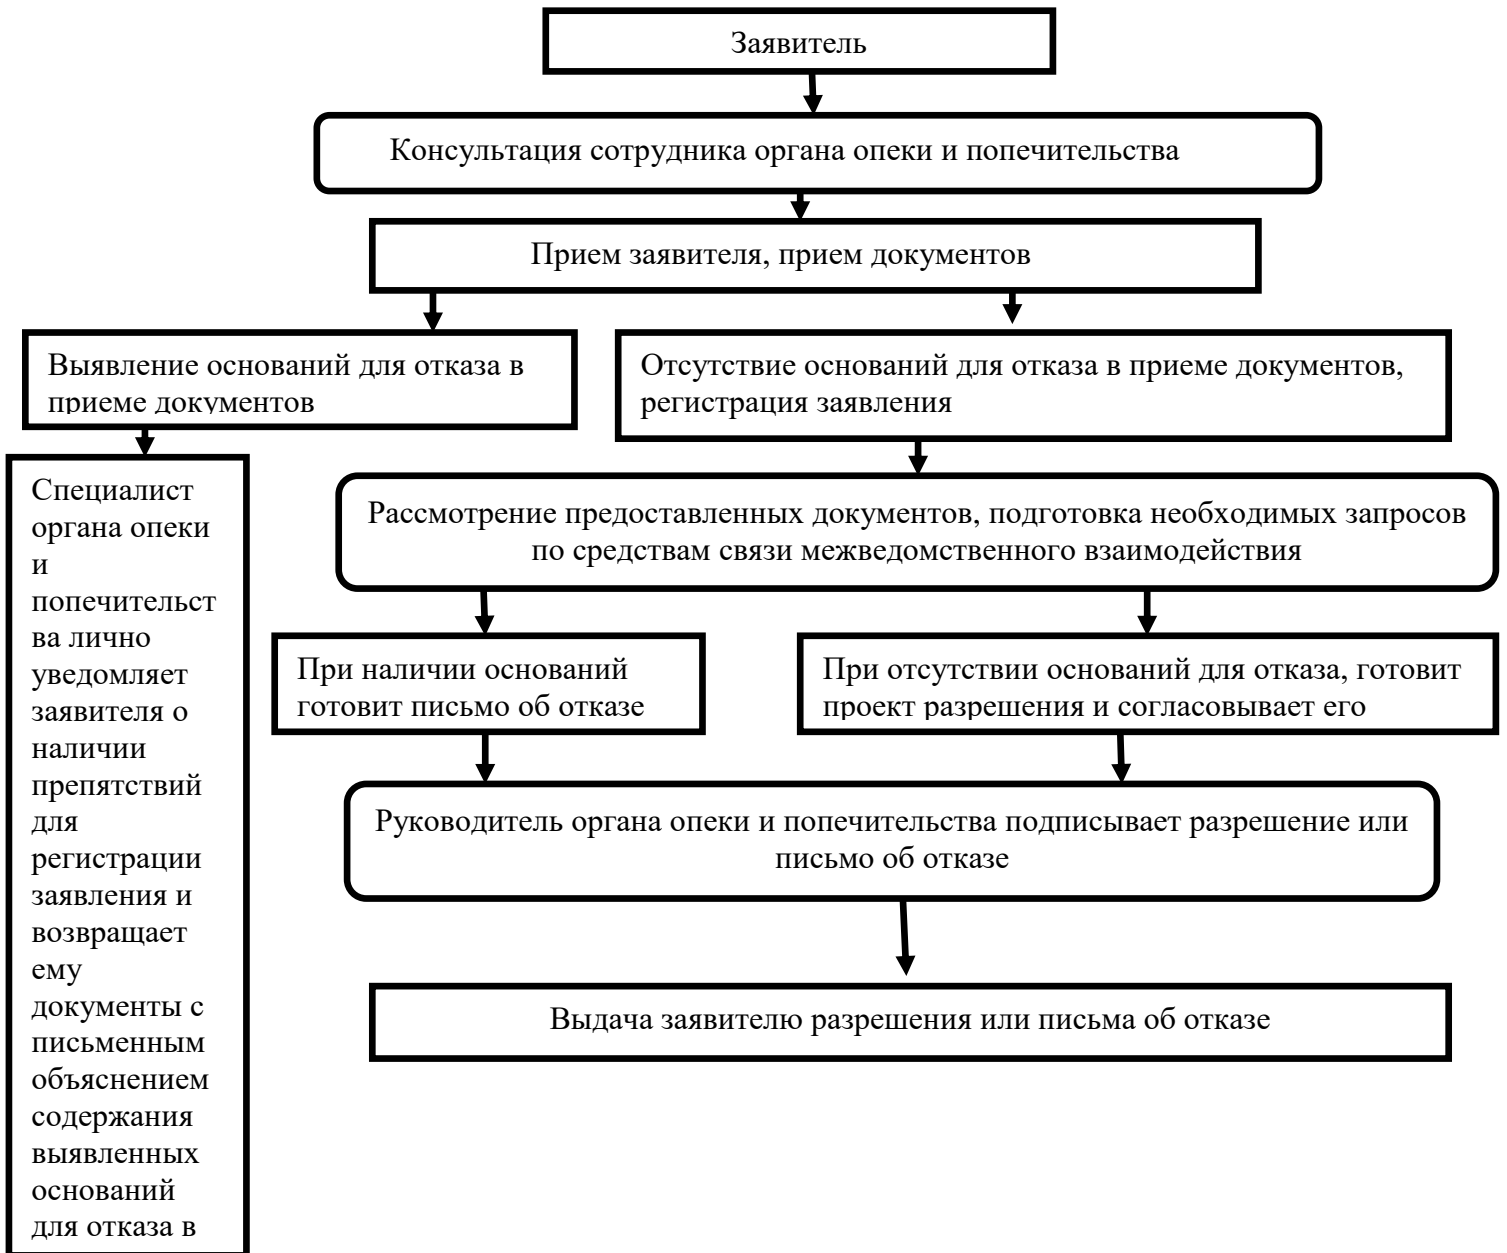 Заявитель
Консультация сотрудника органа опеки и попечительства
Прием заявителя, прием документов
Выявление оснований для отказа в
приеме документов
Отсутствие оснований для отказа в приеме документов,
регистрация заявления
Специалист
органа опеки
и
попечительст
ва лично
уведомляет
заявителя о
наличии
препятствий
для
регистрации
заявления и
возвращает
ему
документы с
письменным
объяснением
содержания
выявленных
оснований
для отказа в
Рассмотрение предоставленных документов, подготовка необходимых запросов
по средствам связи межведомственного взаимодействия
При наличии оснований
готовит письмо об отказе
При отсутствии оснований для отказа, готовит
проект разрешения и согласовывает его
Руководитель органа опеки и попечительства подписывает разрешение или
письмо об отказе
Выдача заявителю разрешения или письма об отказе